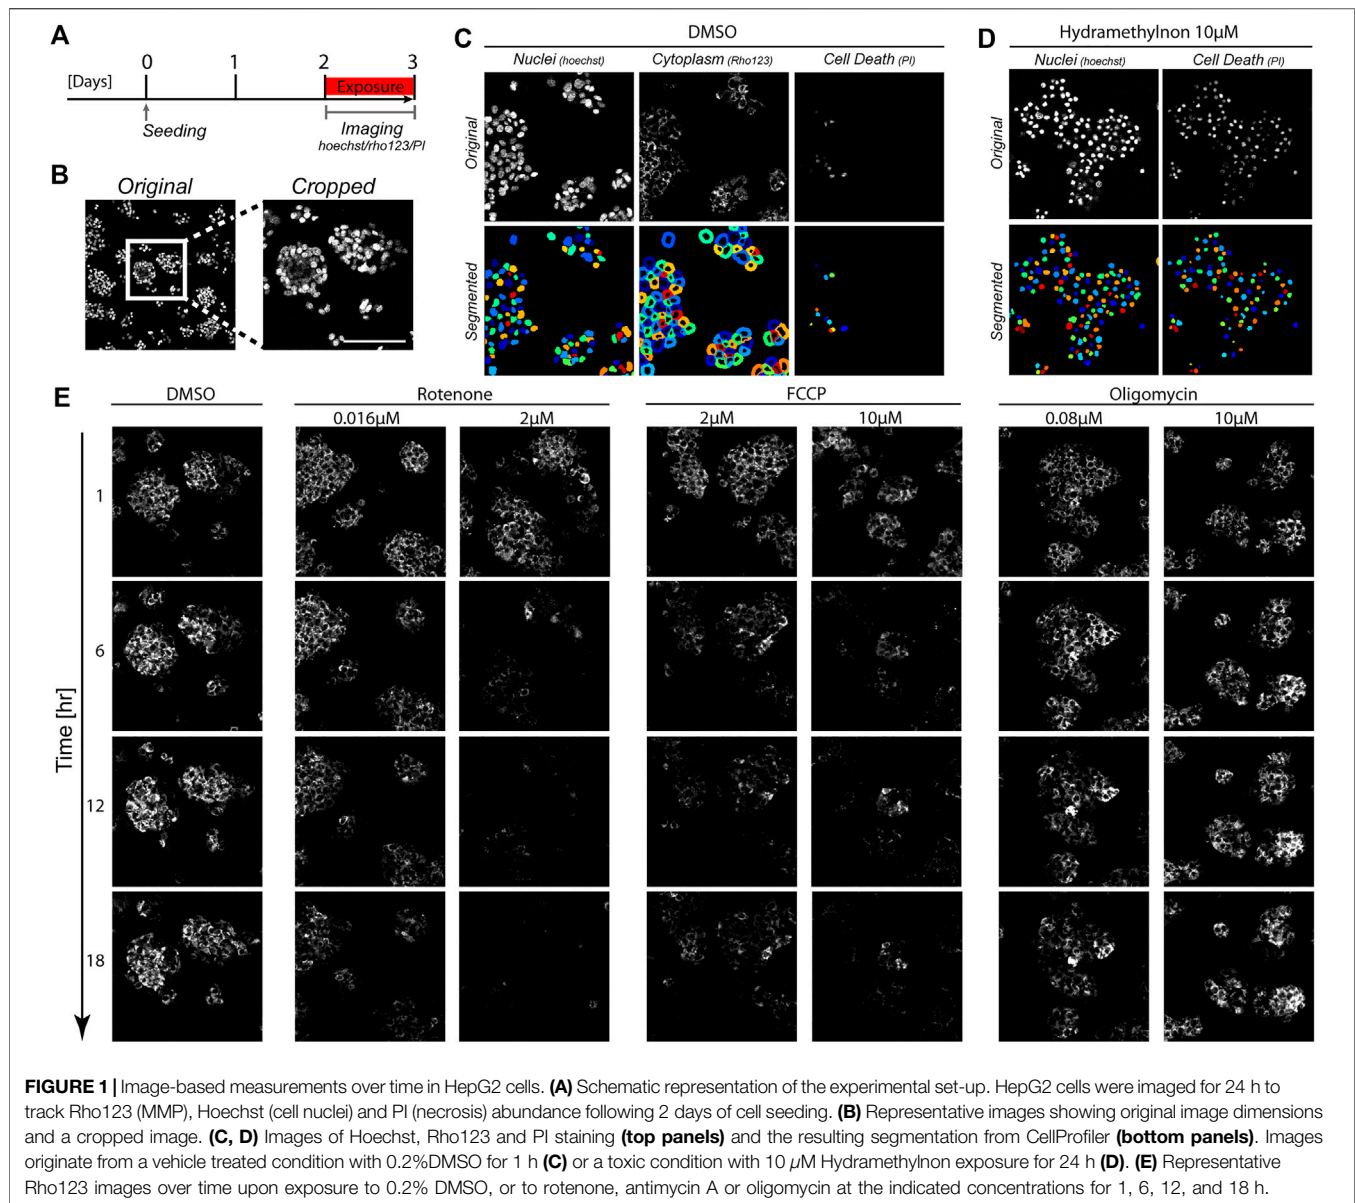 A
[Days]
0
1
2
3
Exposure
Seeding
Imaging
hoechst/rho123/PI
B
Original
Cropped
C
DMSO
Nuclei (hoechst)
Cytoplasm (Rho123)
Cell Death (PI)
Original
Segmented
D
Hydramethylnon 10µM
Nuclei (hoechst)
Cell Death (PI)
Original
Segmented
E
DMSO
Rotenone
FCCP
Oligomycin
0.016µM
2µM
2µM
10µM
0.08µM
10µM
Time [hr]
1
6
12
18
FIGURE 1 | Image-based measurements over time in HepG2 cells. (A) Schematic representation of the experimental set-up. HepG2 cells were imaged for 24 h to
track Rho123 (MMP), Hoechst (cell nuclei) and PI (necrosis) abundance following 2 days of cell seeding. (B) Representative images showing original image dimensions
and a cropped image. (C, D) Images of Hoechst, Rho123 and PI staining (top panels) and the resulting segmentation from CellProfiler (bottom panels). Images
originate from a vehicle treated condition with 0.2%DMSO for 1 h (C) or a toxic condition with 10 µM Hydramethylnon exposure for 24 h (D). (E) Representative
Rho123 images over time upon exposure to 0.2% DMSO, or to rotenone, antimycin A or oligomycin at the indicated concentrations for 1, 6, 12, and 18 h.